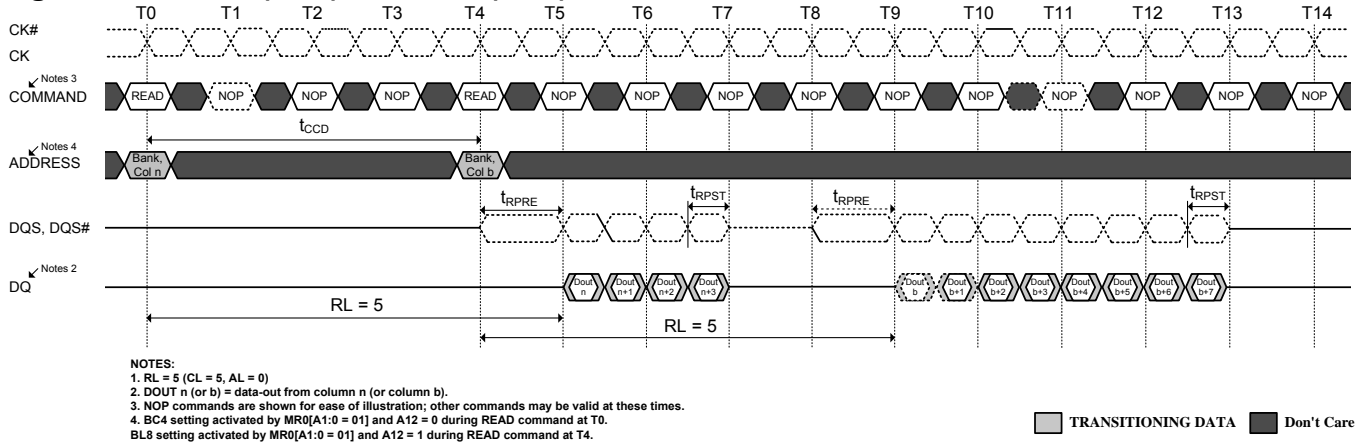 T0 T1 T2 T3 T4 T5 T6 T7 T8 T9 T10 T11 T12 T13 T14
CK#
CK
Notes 3
COMMAND READ NOP NOP NOP READ NOP NOP NOP NOP NOP NOP NOP NOP NOP NOP
tCCD
Notes 4
ADDRESS
Bank, Col n
Bank, Col b
tRPRE tRPST tRPRE tRPST
DQS, DQS#
Notes 2
DQ
Dout n Dout n+1 Dout n+2 Dout n+3 Dout b Dout b+1 Dout b+2 Dout b+3 Dout b+4 Dout b+5 Dout b+6 Dout b+7
RL = 5
RL = 5
NOTES:
1. RL = 5 (CL = 5, AL = 0)
2. DOUT n (or b) = data-out from column n (or column b).
3. NOP commands are shown for ease of illustration; other commands may be valid at these times.
4. BC4 setting activated by MR0[A1:0 = 01] and A12 = 0 during READ command at T0.
BL8 setting activated by MR0[A1:0 = 01] and A12 = 1 during READ command at T4.
TRANSITIONING DATA Don't Care